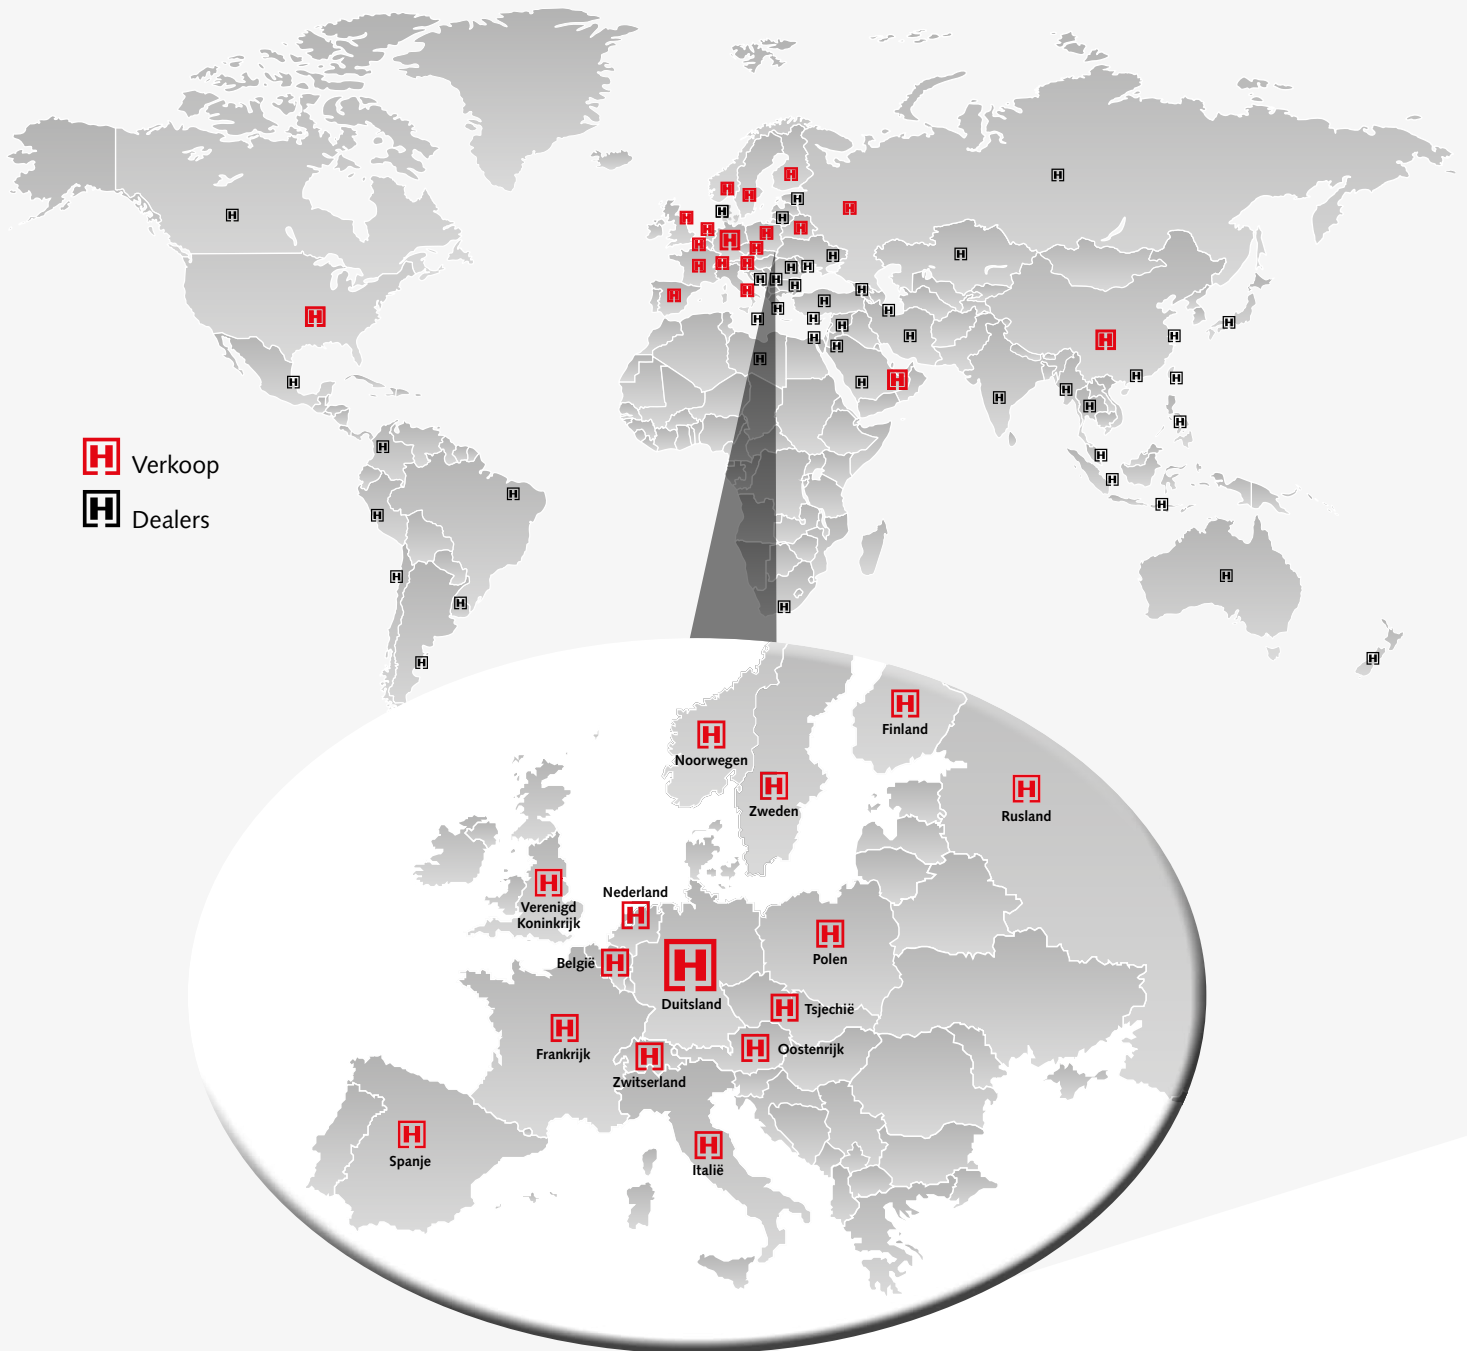 Verkoop
Dealers
Finland
Noorwegen
Zweden
Rusland
Nederland
Verenigd
Koninkrijk
België
Polen
Duitsland
Tsjechië
Frankrijk
Oostenrijk
Zwitserland
Spanje
Italië